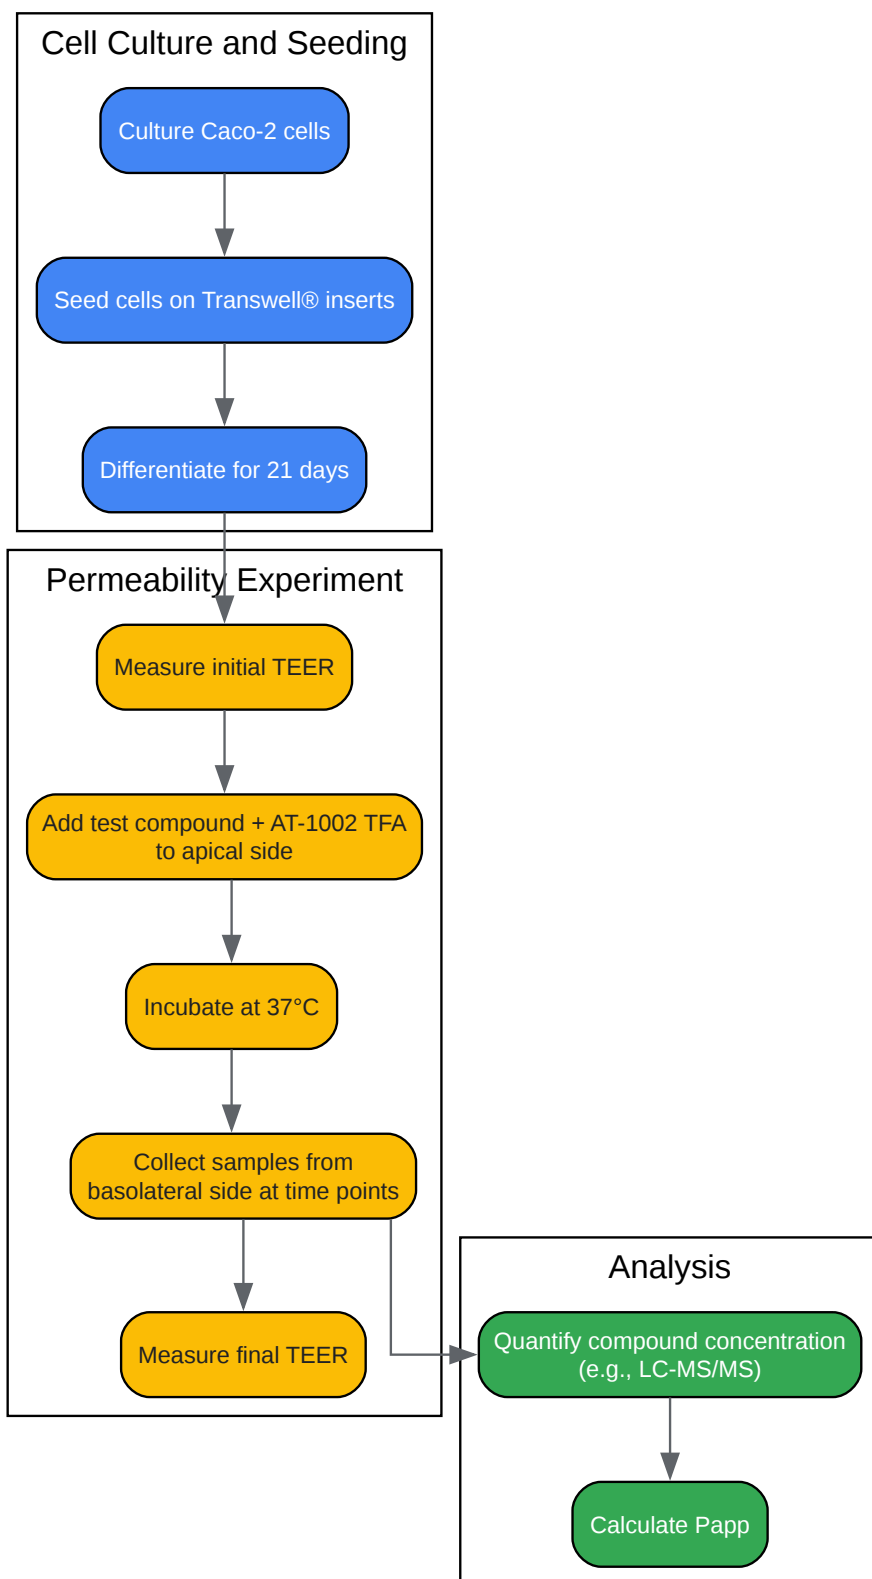 Cell Culture and Seeding
Culture Caco-2 cells
Seed cells on Transwell® inserts
Differentiate for 21 days
Permeability Experiment
Measure initial TEER
Add test compound + AT-1002 TFA
to apical side
Incubate at 37°C
Collect samples from
basolateral side at time points
Measure final TEER
Analysis
Quantify compound concentration
(e.g., LC-MS/MS)
Calculate Papp